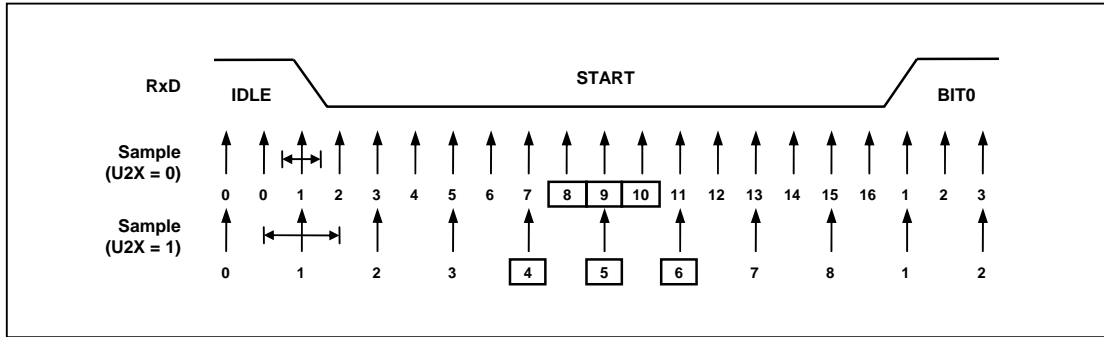 RxD
IDLE
START
BIT0
Sample
(U2X = 0)
0 0 1 2 3 4 5 6 7 8 9 10 11 12 13 14 15 16 1 2 3
Sample
(U2X = 1)
0 1 2 3 4 5 6 7 8 1 2